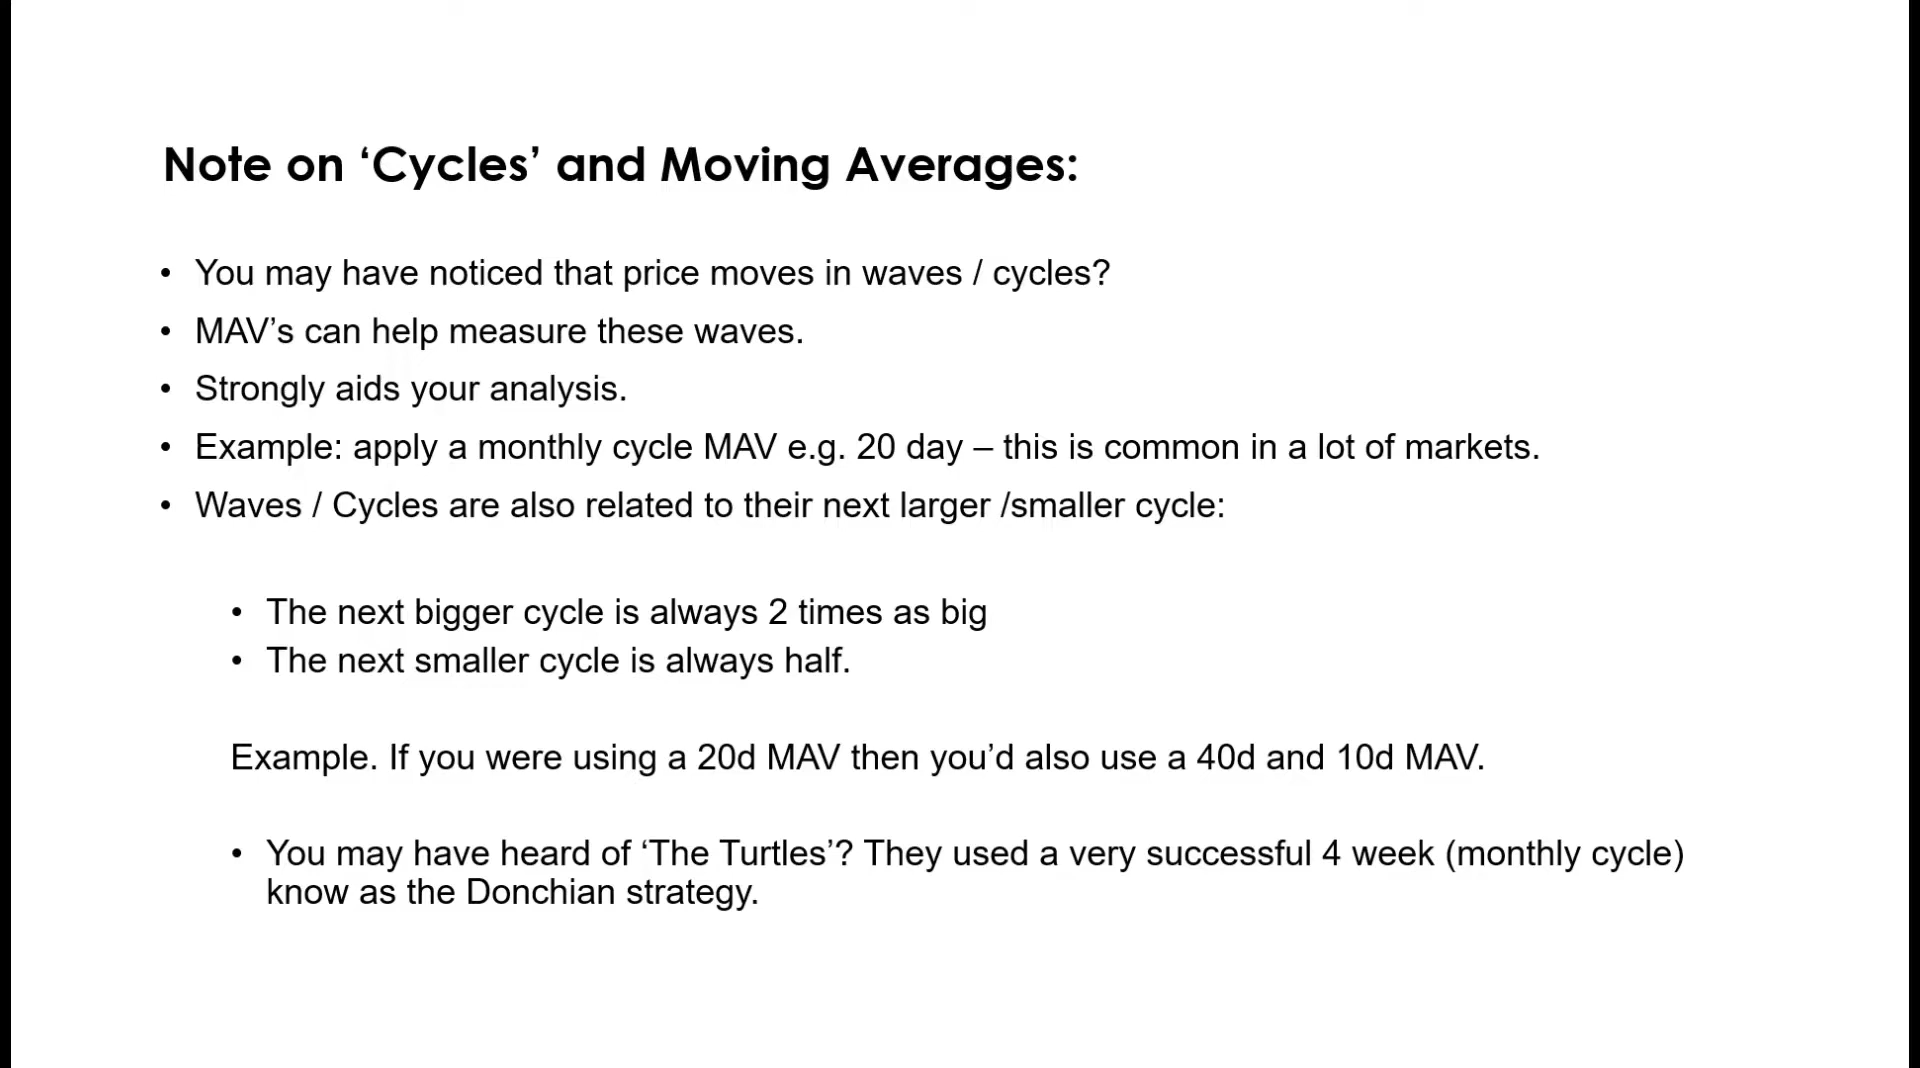 Note on ‘Cycles’ and Moving Averages:
• You may have noticed that price moves in waves / cycles?
• MAV’s can help measure these waves.
• Strongly aids your analysis.
• Example: apply a monthly cycle MAV e.g. 20 day – this is common in a lot of markets.
• Waves / Cycles are also related to their next larger /smaller cycle:
• The next bigger cycle is always 2 times as big
• The next smaller cycle is always half.
Example. If you were using a 20d MAV then you’d also use a 40d and 10d MAV.
• You may have heard of ‘The Turtles’? They used a very successful 4 week (monthly cycle)
know as the Donchian strategy.